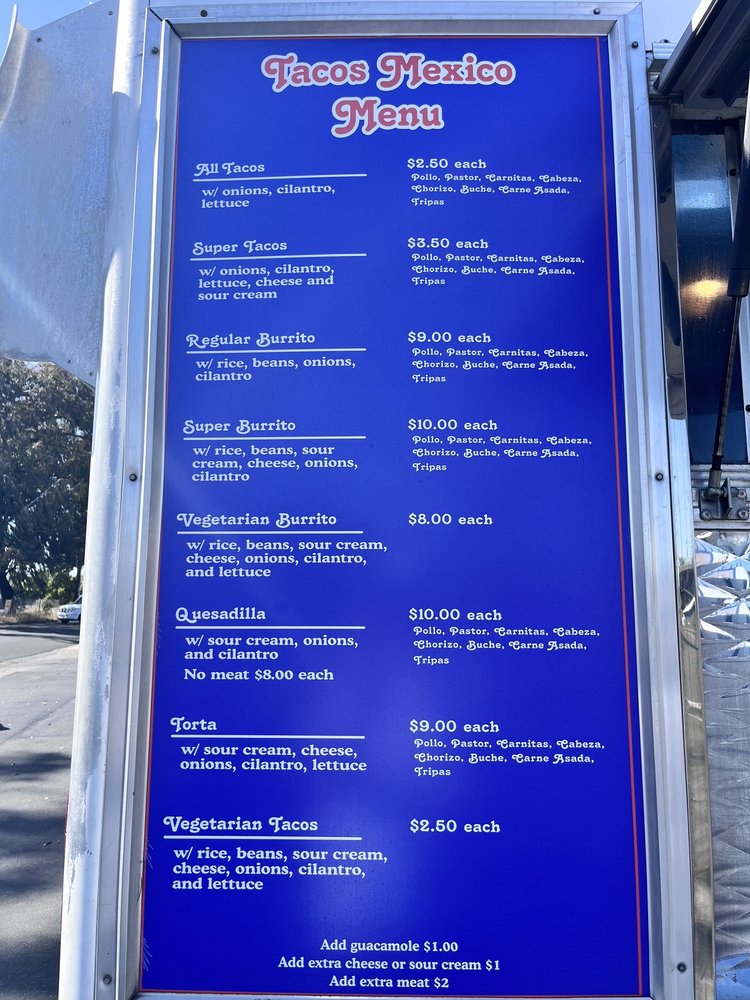 Tacos Mexico
Menu
All Tacos
w/ onions, cilantro,
lettuce
$2.50 each
Pollo, Pastor, Carnitas, Cabeza,
Chorizo, Buche, Carne Asada,
Tripas
Super Tacos
w/ onions, cilantro,
lettuce, cheese and
sour cream
$3.50 each
Pollo, Pastor, Carnitas, Cabeza,
Chorizo, Buche, Carne Asada,
Tripas
Regular Burrito
w/ rice, beans, onions,
cilantro
$9.00 each
Pollo, Pastor, Carnitas, Cabeza,
Chorizo, Buche, Carne Asada,
Tripas
Super Burrito
w/ rice, beans, sour
cream, cheese, onions,
cilantro
$10.00 each
Pollo, Pastor, Carnitas, Cabeza,
Chorizo, Buche, Carne Asada,
Tripas
Vegetarian Burrito
w/ rice, beans, sour cream,
cheese, onions, cilantro,
and lettuce
$8.00 each
Quesadilla
w/ sour cream, onions,
and cilantro
No meat $8.00 each
$10.00 each
Pollo, Pastor, Carnitas, Cabeza,
Chorizo, Buche, Carne Asada,
Tripas
Torta
w/ sour cream, cheese,
onions, cilantro, lettuce
$9.00 each
Pollo, Pastor, Carnitas, Cabeza,
Chorizo, Buche, Carne Asada,
Tripas
Vegetarian Tacos
w/ rice, beans, sour cream,
cheese, onions, cilantro,
and lettuce
$2.50 each
Add guacamole $1.00
Add extra cheese or sour cream $1
Add extra meat $2